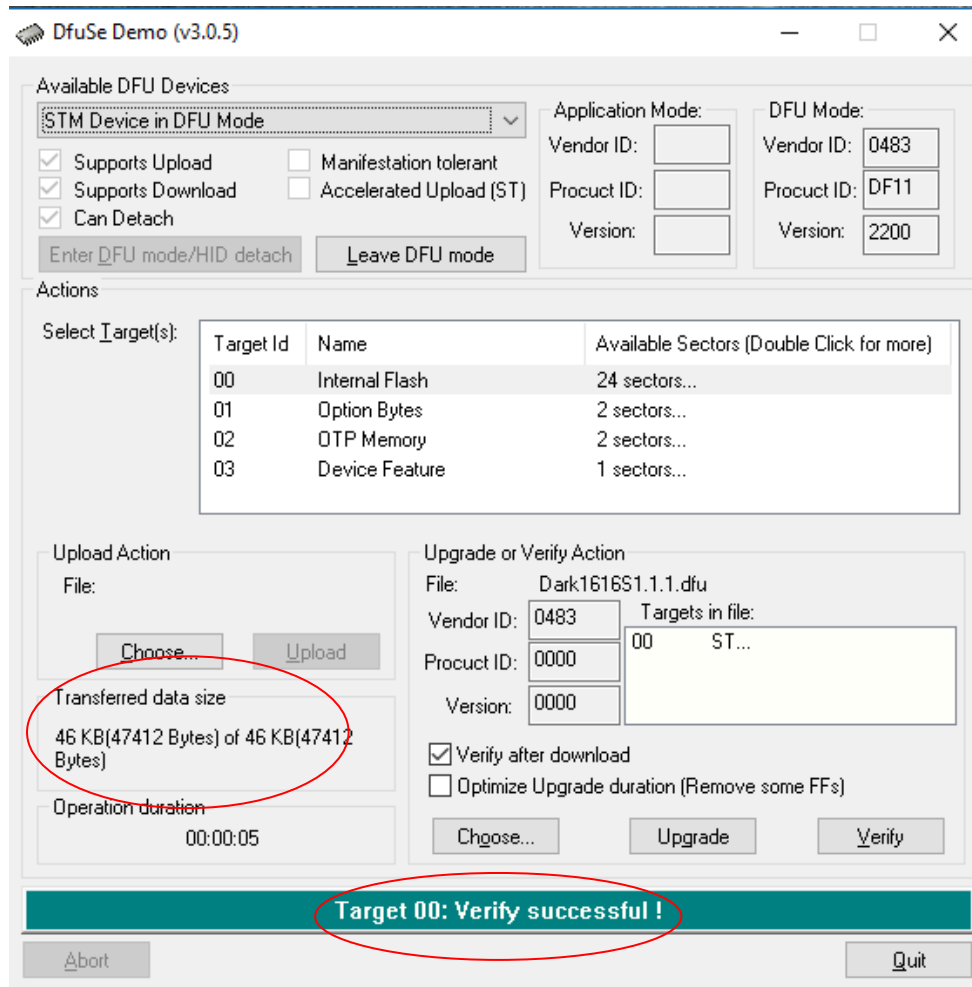 DfuSe Demo (v3.0.5)
Available DFU Devices
STM Device in DFU Mode
Supports Upload
Manifestation tolerant
Supports Download
Accelerated Upload (ST)
Can Detach
Enter DFU mode/HID detach
Leave DFU mode
Application Mode:
Vendor ID:
Procuct ID:
Version:
DFU Mode:
Vendor ID: 0483
Procuct ID: DF11
Version: 2200
Actions
Select Target(s):
Target Id Name Available Sectors (Double Click for more)
00 Internal Flash 24 sectors...
01 Option Bytes 2 sectors...
02 OTP Memory 2 sectors...
03 Device Feature 1 sectors...
Upload Action
File:
Choose... Upload
Transferred data size
46 KB(47412 Bytes) of 46 KB(47412
Bytes)
Operation duration
00:00:05
Upgrade or Verify Action
File: Dark1616S1.1.1.dfu
Vendor ID: 0483
Procuct ID: 0000
Version: 0000
Targets in file:
00 ST...
Verify after download
Optimize Upgrade duration (Remove some FFs)
Choose... Upgrade Verify
Target 00: Verify successful !
Abort Quit